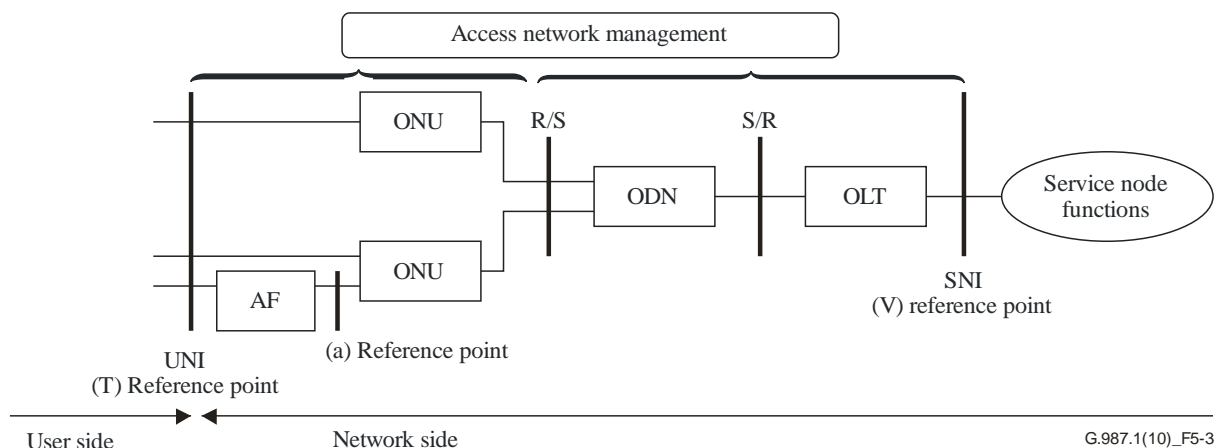 Access network management
ONU
R/S
S/R
ODN
OLT
Service node
functions
ONU
AF
SNI
(V) reference point
(a) Reference point
UNI
(T) Reference point
User side
Network side
G.987.1(10)_F5-3